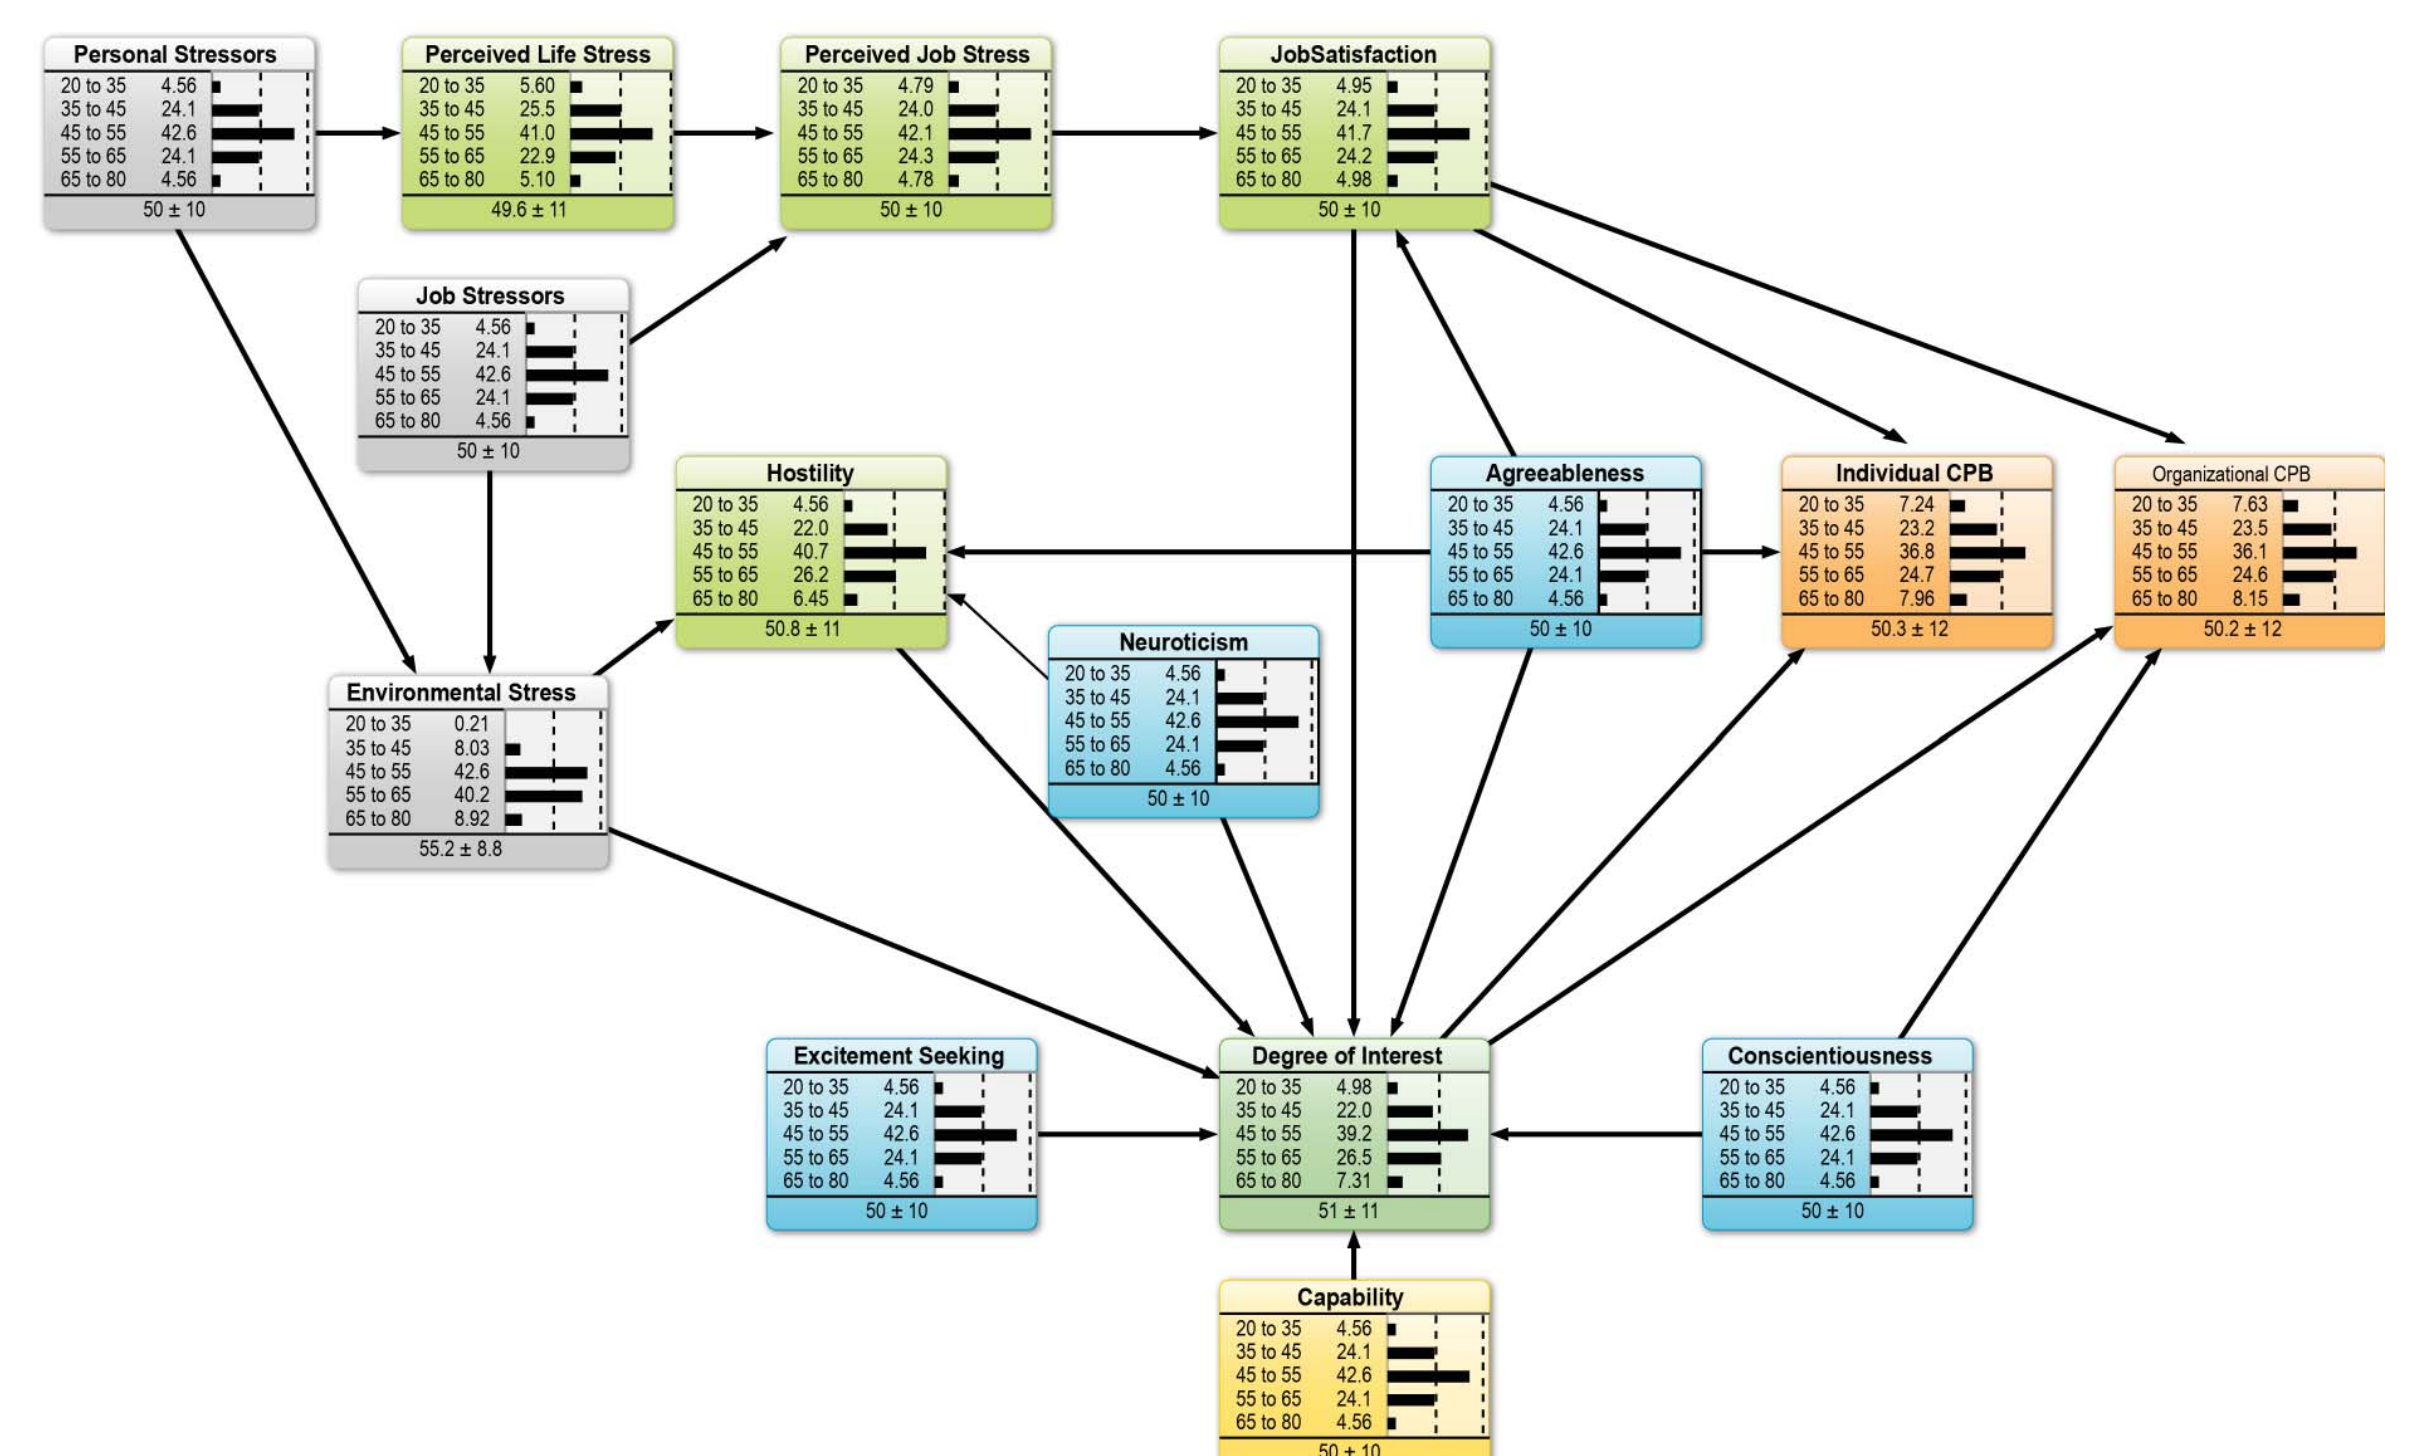 Personal Stressors
20 to 35 4.56
35 to 45 24.1
45 to 55 42.6
55 to 65 24.1
65 to 80 4.56
50 ± 10
Perceived Life Stress
20 to 35 5.60
35 to 45 25.5
45 to 55 41.0
55 to 65 22.9
65 to 80 5.10
49.6 ± 11
Perceived Job Stress
20 to 35 4.79
35 to 45 24.0
45 to 55 42.1
55 to 65 24.3
65 to 80 4.78
50 ± 10
JobSatisfaction
20 to 35 4.95
35 to 45 24.1
45 to 55 41.7
55 to 65 24.2
65 to 80 4.98
50 ± 10
Job Stressors
20 to 35 4.56
35 to 45 24.1
45 to 55 42.6
55 to 65 24.1
65 to 80 4.56
50 ± 10
Hostility
20 to 35 4.56
35 to 45 22.0
45 to 55 40.7
55 to 65 26.2
65 to 80 6.45
50.8 ± 11
Agreeableness
20 to 35 4.56
35 to 45 24.1
45 to 55 42.6
55 to 65 24.1
65 to 80 4.56
50 ± 10
Individual CPB
20 to 35 7.24
35 to 45 23.2
45 to 55 36.8
55 to 65 24.7
65 to 80 7.96
50.3 ± 12
Organizational CPB
20 to 35 7.63
35 to 45 23.5
45 to 55 36.1
55 to 65 24.6
65 to 80 8.15
50.2 ± 12
Neuroticism
20 to 35 4.56
35 to 45 24.1
45 to 55 42.6
55 to 65 24.1
65 to 80 4.56
50 ± 10
Environmental Stress
20 to 35 0.21
35 to 45 8.03
45 to 55 42.6
55 to 65 40.2
65 to 80 8.92
55.2 ± 8.8
Excitement Seeking
20 to 35 4.56
35 to 45 24.1
45 to 55 42.6
55 to 65 24.1
65 to 80 4.56
50 ± 10
Degree of Interest
20 to 35 4.98
35 to 45 22.0
45 to 55 39.2
55 to 65 26.5
65 to 80 7.31
51 ± 11
Conscientiousness
20 to 35 4.56
35 to 45 24.1
45 to 55 42.6
55 to 65 24.1
65 to 80 4.56
50 ± 10
Capability
20 to 35 4.56
35 to 45 24.1
45 to 55 42.6
55 to 65 24.1
65 to 80 4.56
50 ± 10